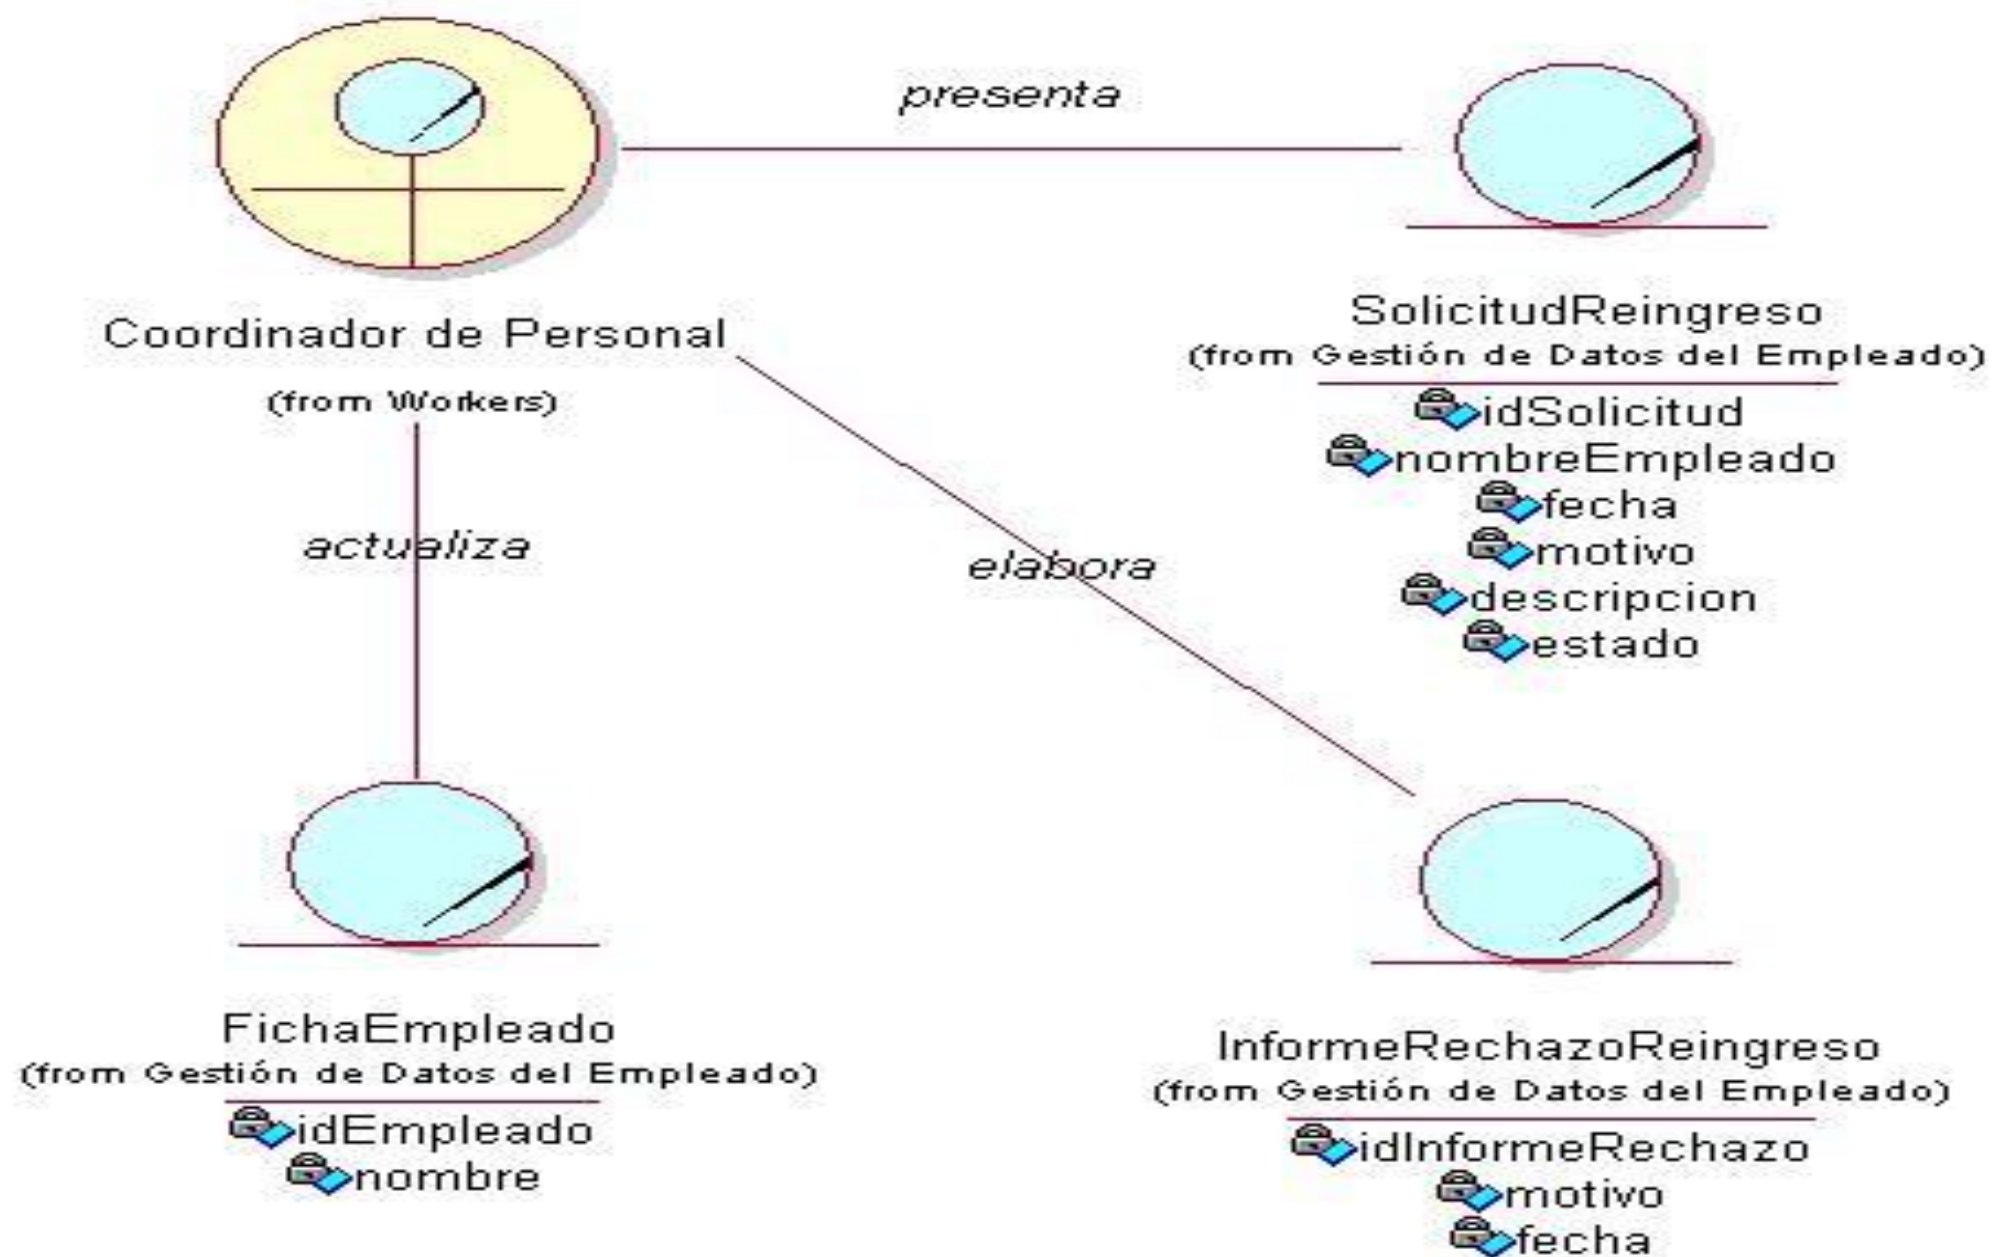 presenta
Coordinador de Personal
(from Workers)
SolicitudReingreso
(from Gestión de Datos del Empleado)
idSolicitud
nombreEmpleado
fecha
motivo
descripcion
estado
actualiza
elabora
FichaEmpleado
(from Gestión de Datos del Empleado)
idEmpleado
nombre
InformeRechazoReingreso
(from Gestión de Datos del Empleado)
idInformeRechazo
motivo
fecha